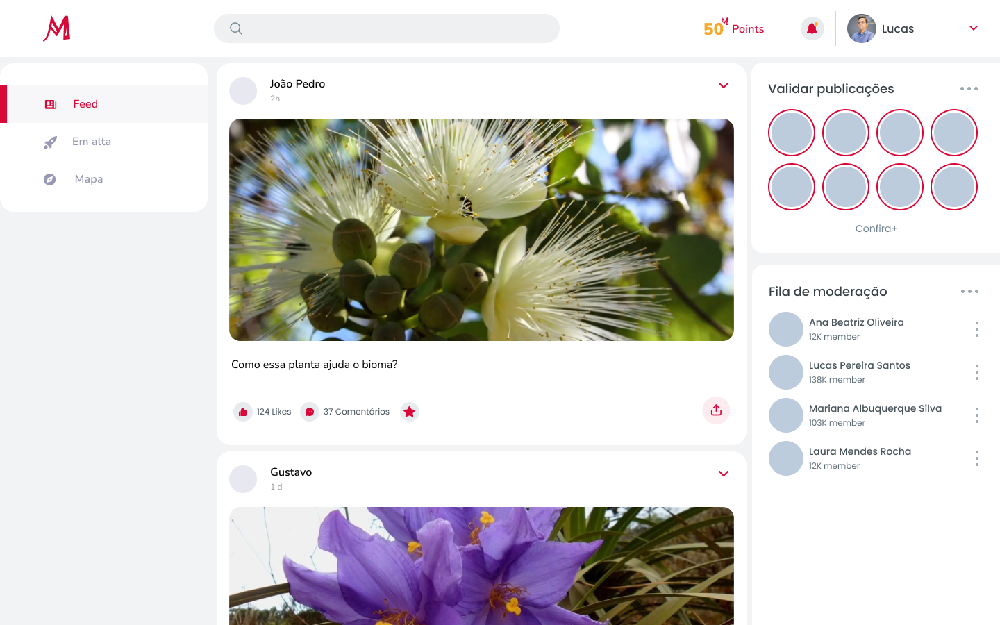 M
50 M Points
Lucas
Feed
Em alta
Mapa
João Pedro
2h
Como essa planta ajuda o bioma?
124 Likes
37 Comentários
Gustavo
1 d
Validar publicações
Confira+
Fila de moderação
Ana Beatriz Oliveira
12K member
Lucas Pereira Santos
138K member
Mariana Albuquerque Silva
103K member
Laura Mendes Rocha
12K member